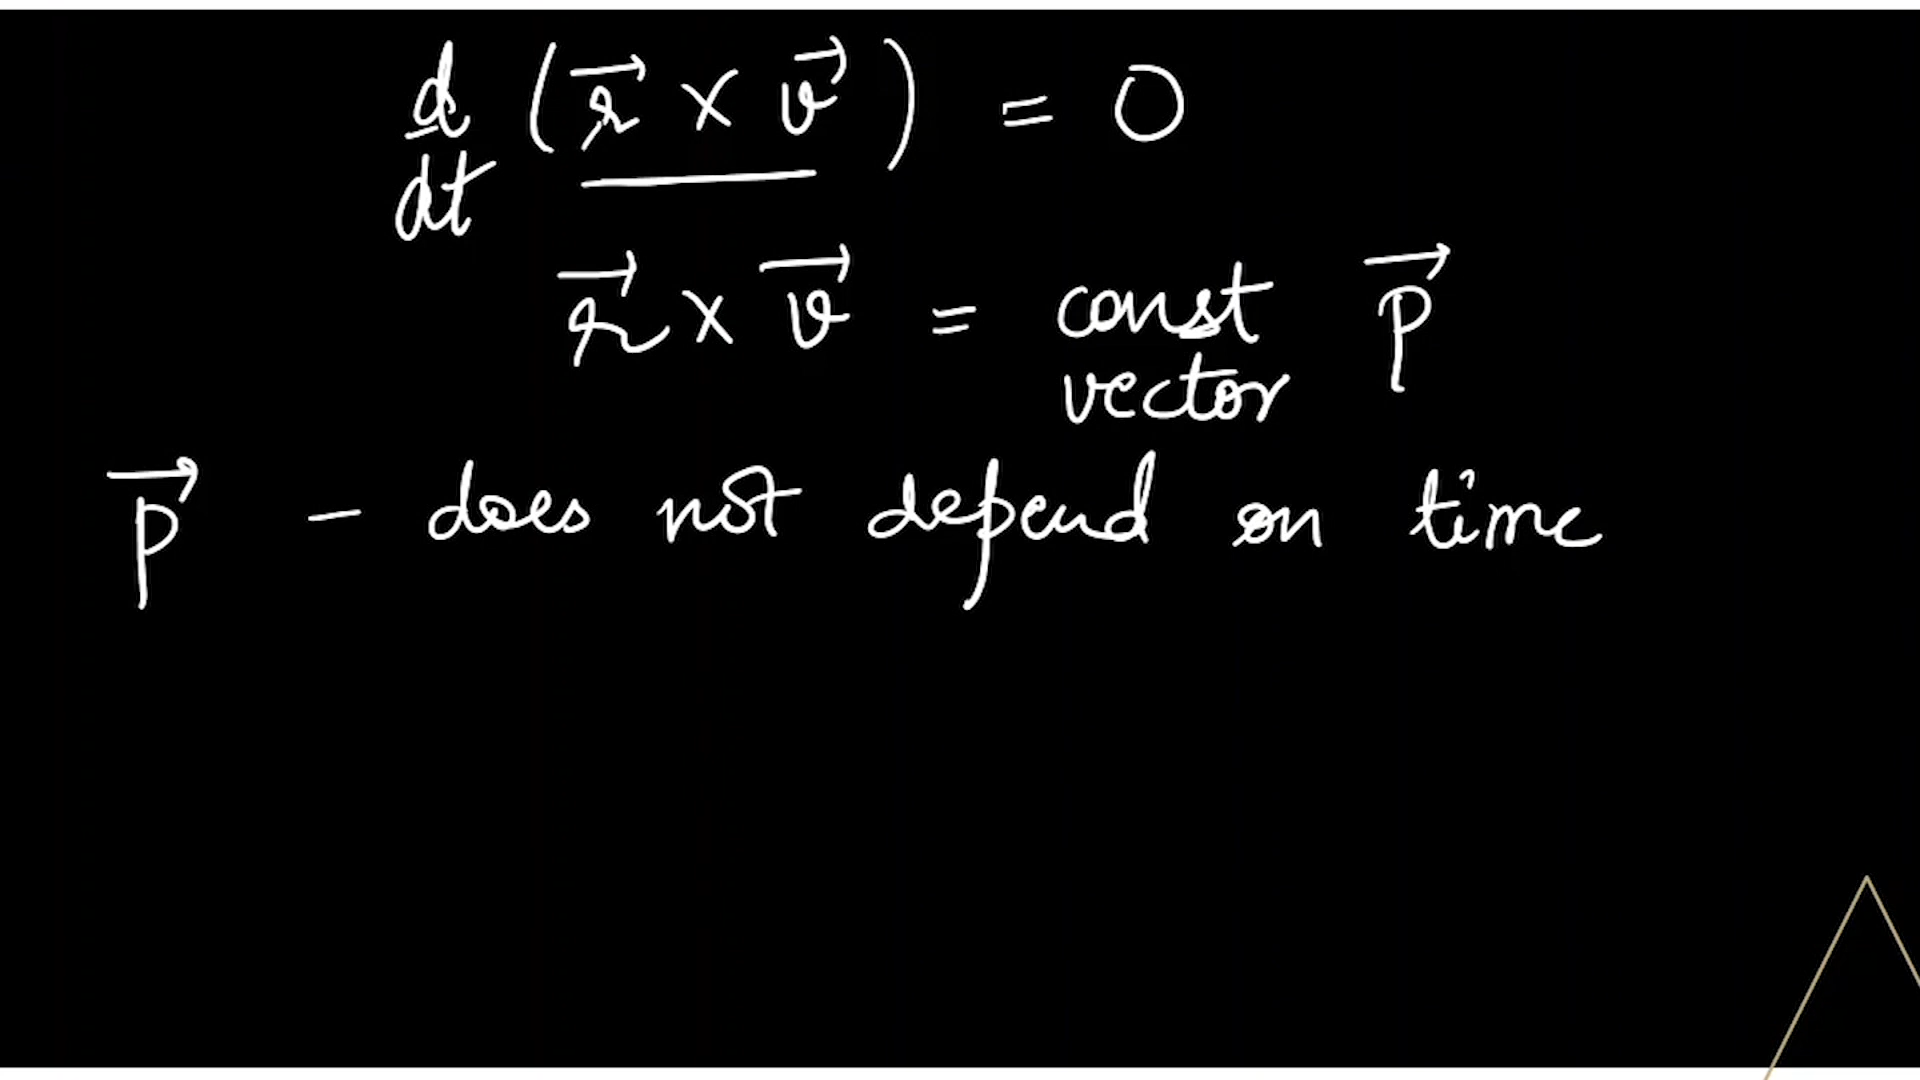 d/dt (r⃗ × v⃗) = 0
r⃗ × v⃗ = const vector p⃗
p⃗ - does not depend on time